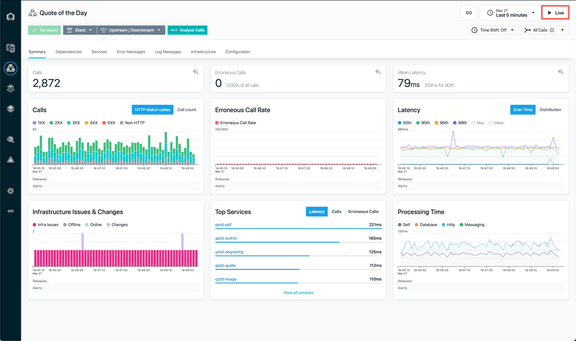 Quote of the Day
May 27
Last 5 minutes
Live
No issues
Stack
Upstream / Downstream
Analyze Calls
Time Shift: Off
All Calls
Summary
Dependencies
Services
Error Messages
Log Messages
Infrastructure
Configuration
Calls
2,872
Erroneous Calls
0
0.00% of all calls
Mean Latency
79ms
310ms for 90th
Calls
HTTP status codes
Call count
1XX
2XX
3XX
4XX
5XX
Non-HTTP
Releases
Alerts
Erroneous Call Rate
Erroneous Call Rate
100.00%
Releases
Alerts
Latency
Over Time
Distribution
50th
90th
95th
99th
Max
Mean
Releases
Alerts
Infrastructure Issues & Changes
Infra Issues
Offline
Online
Changes
Releases
Alerts
Top Services
Latency
Calls
Erroneous Calls
qotd-pdf
221ms
qotd-author
165ms
qotd-engraving
125ms
qotd-quote
112ms
qotd-image
110ms
View all services
Processing Time
Self
Database
Http
Messaging
Releases
Alerts